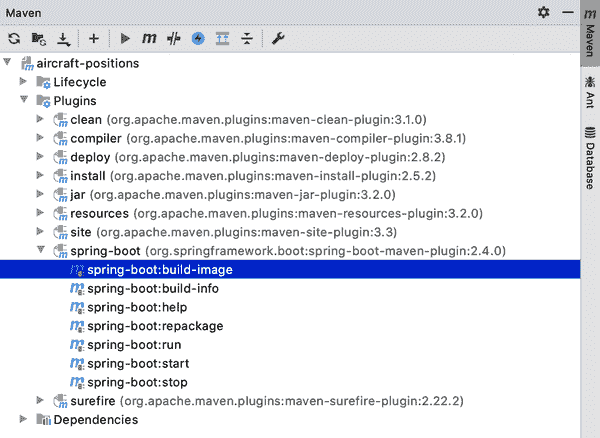 Maven
aircraft-positions
Lifecycle
Plugins
clean (org.apache.maven.plugins:maven-clean-plugin:3.1.0)
compiler (org.apache.maven.plugins:maven-compiler-plugin:3.8.1)
deploy (org.apache.maven.plugins:maven-deploy-plugin:2.8.2)
install (org.apache.maven.plugins:maven-install-plugin:2.5.2)
jar (org.apache.maven.plugins:maven-jar-plugin:3.2.0)
resources (org.apache.maven.plugins:maven-resources-plugin:3.2.0)
site (org.apache.maven.plugins:maven-site-plugin:3.3)
spring-boot (org.springframework.boot:spring-boot-maven-plugin:2.4.0)
spring-boot:build-image
spring-boot:build-info
spring-boot:help
spring-boot:repackage
spring-boot:run
spring-boot:start
spring-boot:stop
surefire (org.apache.maven.plugins:maven-surefire-plugin:2.22.2)
Dependencies
Maven
Ant
Database